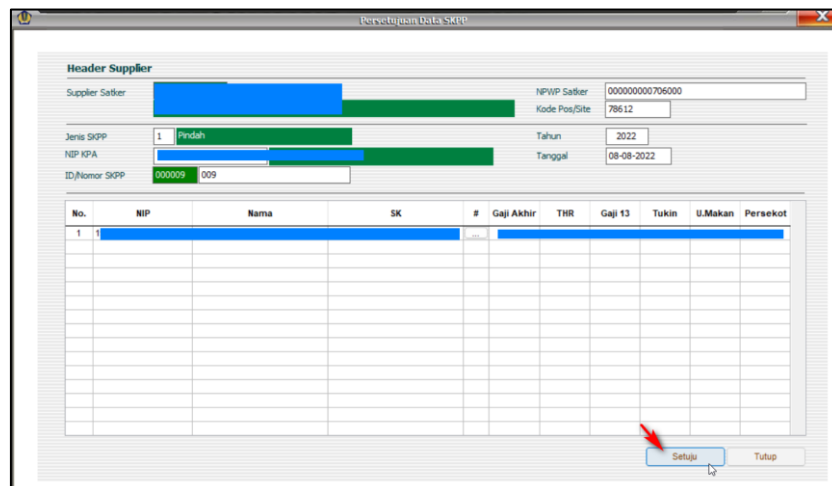 Persetujuan Data SKPP
Header Supplier
Supplier Satker
NPWP Satker 000000000706000
Kode Pos/Site 78612
Jenis SKPP 1 Pindah
Tahun 2022
NIP KPA
Tanggal 08-08-2022
ID/Nomor SKPP 000009 009
No. NIP Nama SK # Gaji Akhir THR Gaji 13 Tukin U.Makan Persekot
1 1 ...
Setuju Tutup